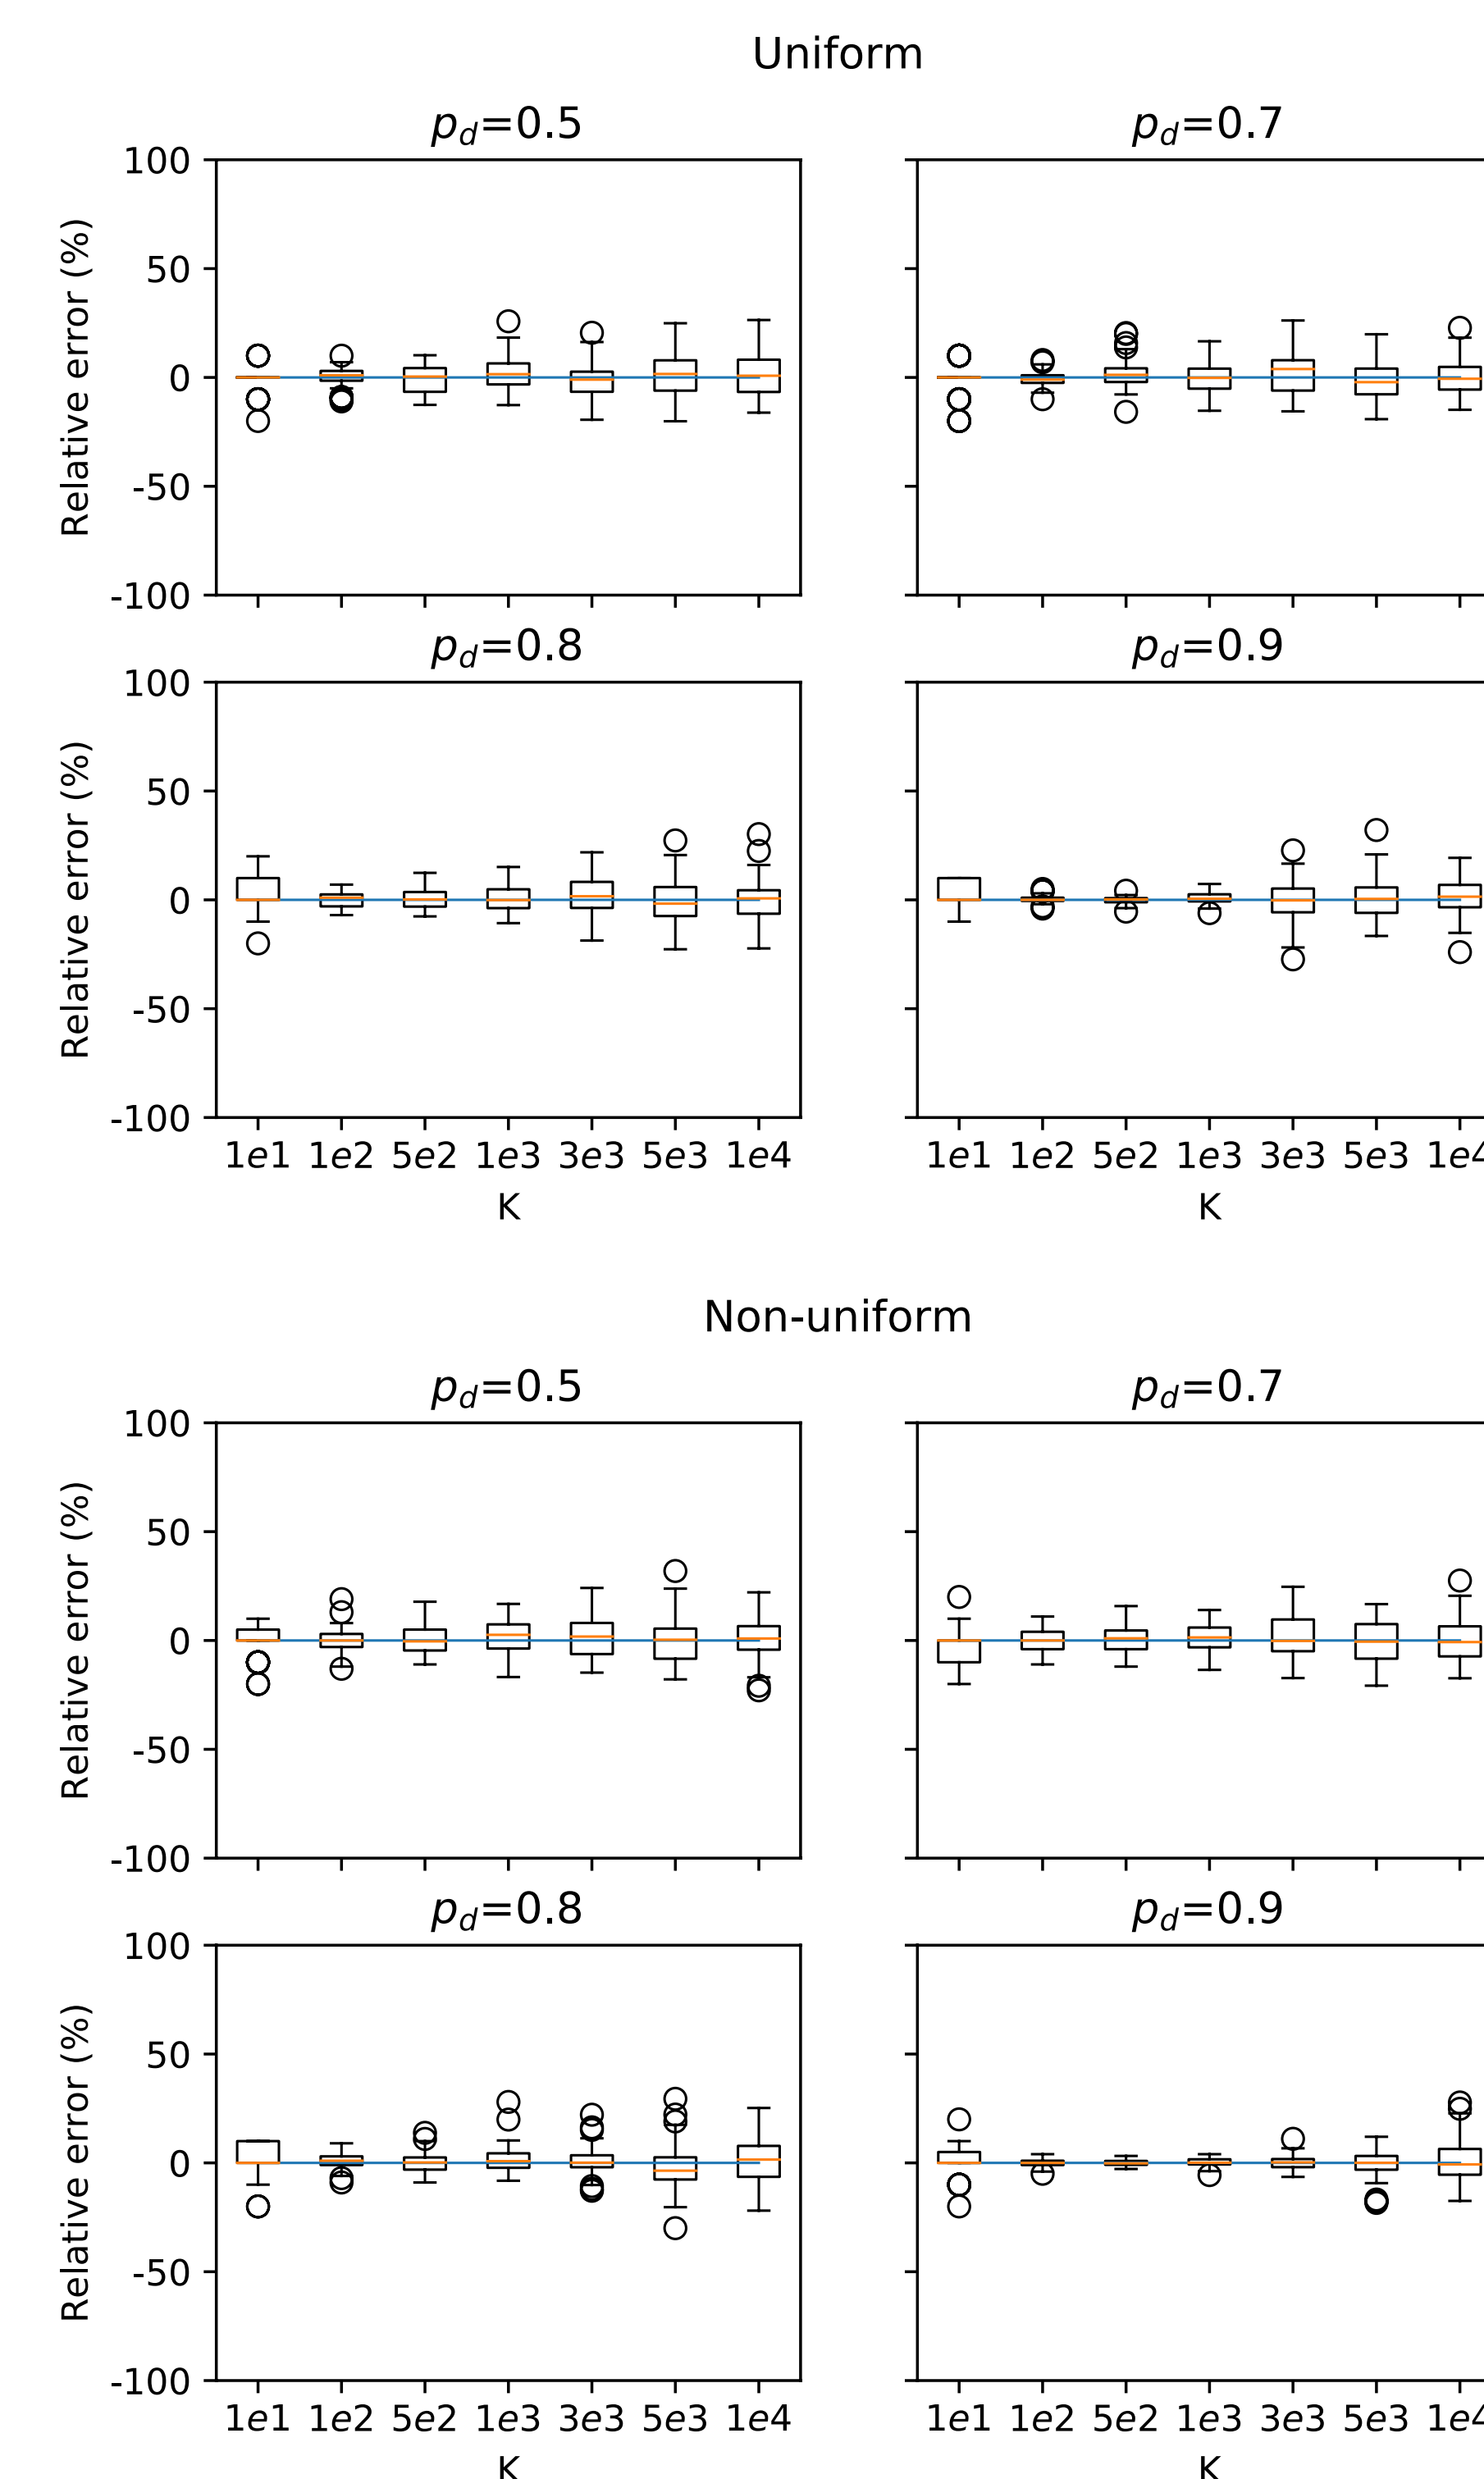 Uniform
p_d=0.5 p_d=0.7
100
50
0
-50
-100
Relative error (%)
p_d=0.8 p_d=0.9
100
50
0
-50
-100
Relative error (%)
1e1 1e2 5e2 1e3 3e3 5e3 1e4 1e1 1e2 5e2 1e3 3e3 5e3 1e4
K K
Non-uniform
p_d=0.5 p_d=0.7
100
50
0
-50
-100
Relative error (%)
p_d=0.8 p_d=0.9
100
50
0
-50
-100
Relative error (%)
1e1 1e2 5e2 1e3 3e3 5e3 1e4 1e1 1e2 5e2 1e3 3e3 5e3 1e4
K K